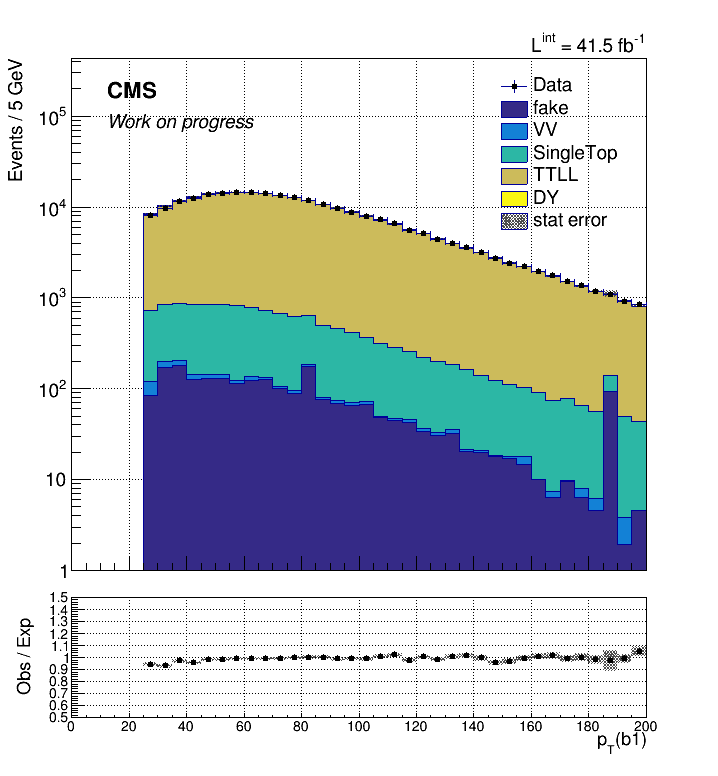 L^int = 41.5 fb^-1
Events / 5 GeV
CMS
Work on progress
Data
fake
VV
SingleTop
TTLL
DY
stat error
10^5
10^4
10^3
10^2
10
1
Obs / Exp
1.5
1.4
1.3
1.2
1.1
1
0.9
0.8
0.7
0.6
0.5
0 20 40 60 80 100 120 140 160 180 200
p_T(b1)